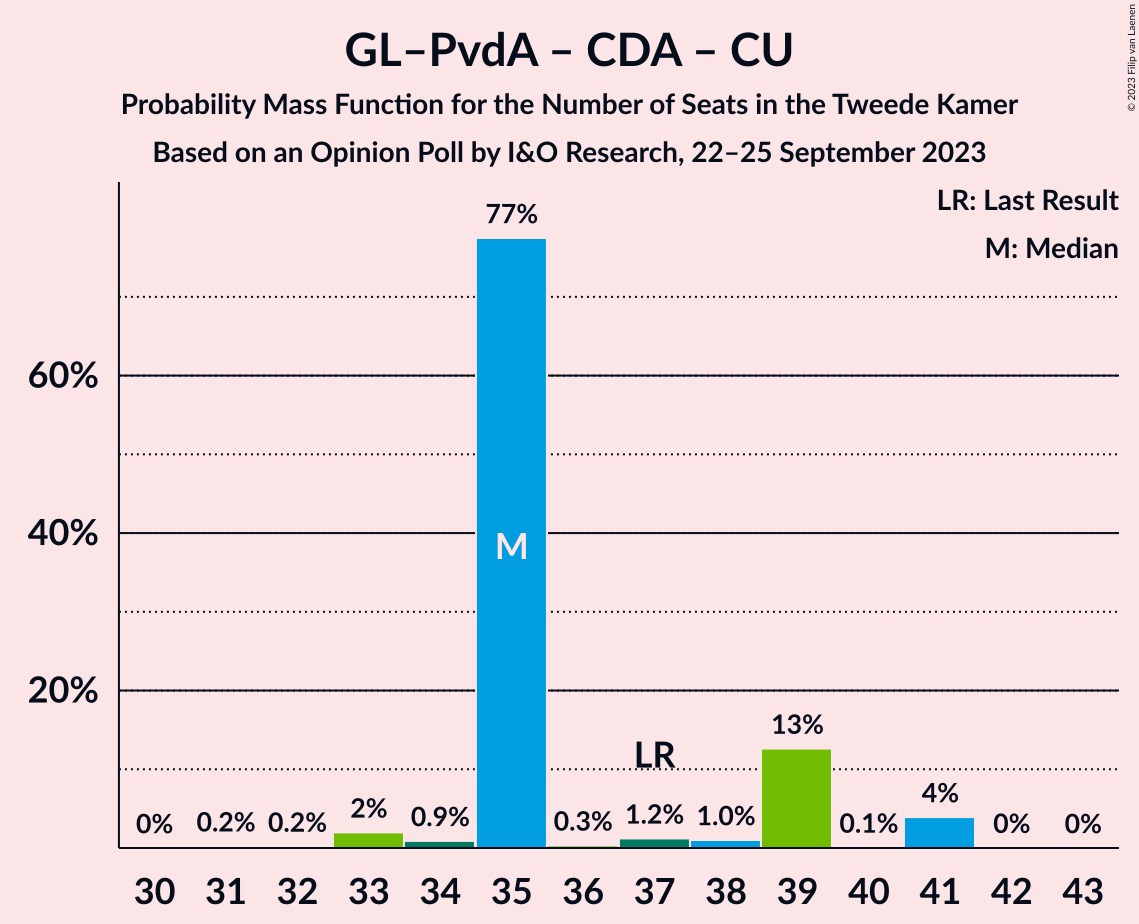 GL–PvdA – CDA – CU
Probability Mass Function for the Number of Seats in the Tweede Kamer
Based on an Opinion Poll by I&O Research, 22–25 September 2023
© 2023 Filip van Laenen
LR: Last Result
M: Median
77%
60%
40%
M
20%
13%
LR
0% 0.2% 0.2% 2% 0.9% 0.3% 1.2% 1.0% 0.1% 4% 0% 0%
30 31 32 33 34 35 36 37 38 39 40 41 42 43